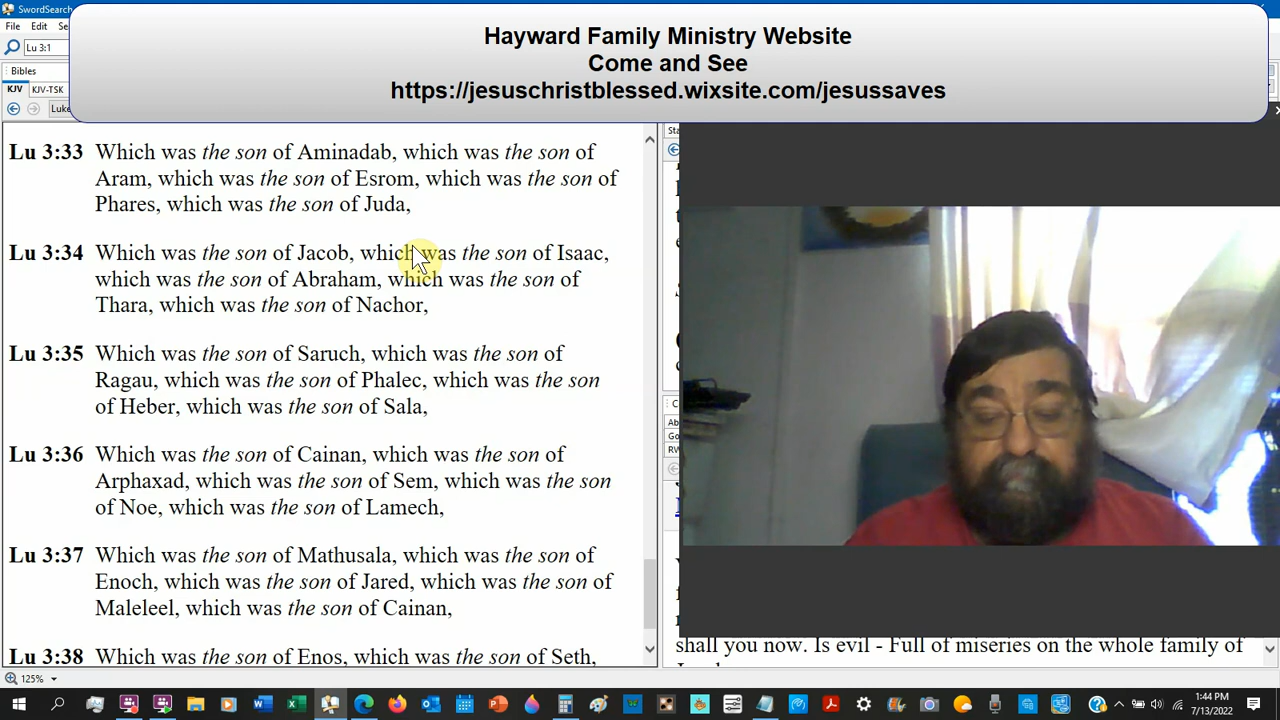 SwordSearch
File Edit Se
Hayward Family Ministry Website
Come and See
https://jesuschristblessed.wixsite.com/jesussaves
Lu 3:1
Bibles
KJV KJV-TSK
Luke
Lu 3:33 Which was the son of Aminadab, which was the son of
Aram, which was the son of Esrom, which was the son of
Phares, which was the son of Juda,
Lu 3:34 Which was the son of Jacob, which was the son of Isaac,
which was the son of Abraham, which was the son of
Thara, which was the son of Nachor,
Lu 3:35 Which was the son of Saruch, which was the son of
Ragau, which was the son of Phalec, which was the son
of Heber, which was the son of Sala,
Lu 3:36 Which was the son of Cainan, which was the son of
Arphaxad, which was the son of Sem, which was the son
of Noe, which was the son of Lamech,
Lu 3:37 Which was the son of Mathusala, which was the son of
Enoch, which was the son of Jared, which was the son of
Maleleel, which was the son of Cainan,
Lu 3:38 Which was the son of Enos, which was the son of Seth,
125%
Sta
Ab
Go
RW
shall you now. Is evil - Full of miseries on the whole family of
1:44 PM
7/13/2022